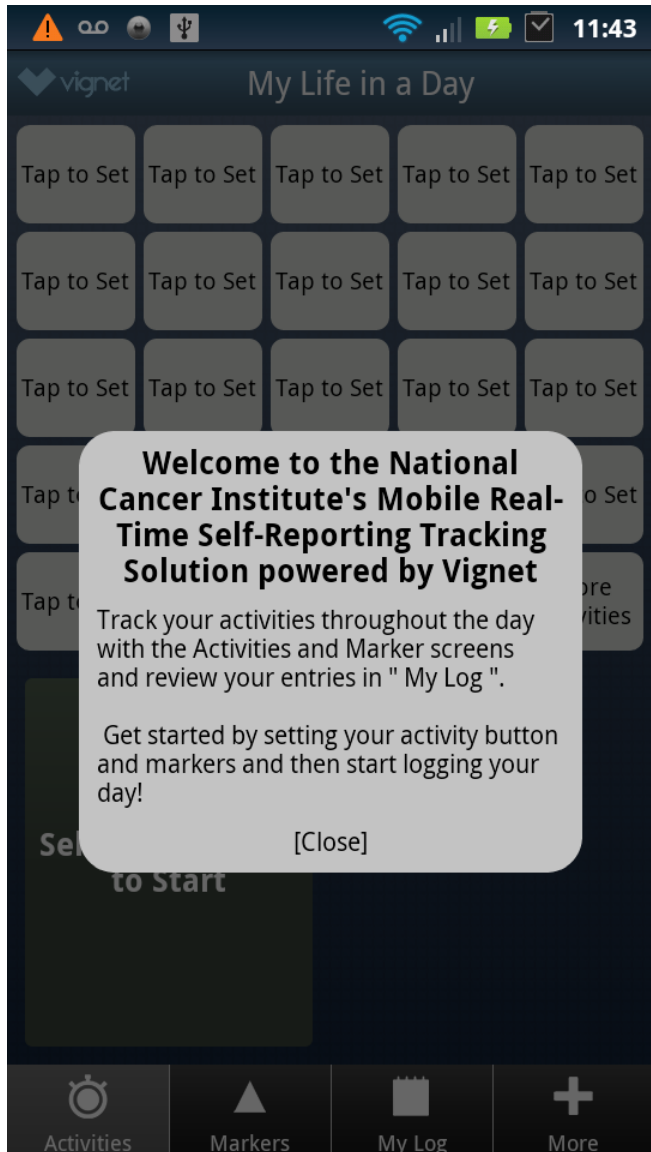 11:43
vignet
My Life in a Day
Tap to Set Tap to Set Tap to Set Tap to Set Tap to Set
Tap to Set Tap to Set Tap to Set Tap to Set Tap to Set
Tap to Set Tap to Set Tap to Set Tap to Set Tap to Set
Welcome to the National
Cancer Institute's Mobile Real-
Time Self-Reporting Tracking
Solution powered by Vignet
Track your activities throughout the day
with the Activities and Marker screens
and review your entries in " My Log ".
Get started by setting your activity button
and markers and then start logging your
day!
[Close]
Tap
Set
Tap
to Start
Activities Markers My Log More